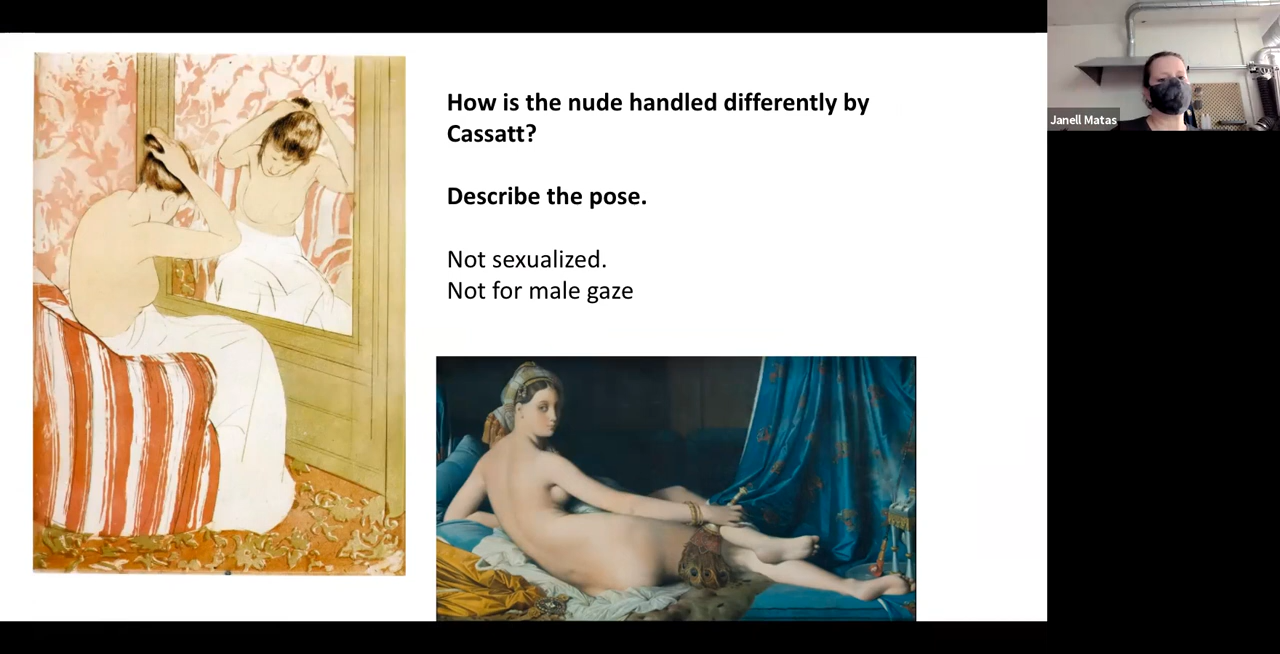 How is the nude handled differently by
Cassatt?
Describe the pose.
Not sexualized.
Not for male gaze
Janell Matas